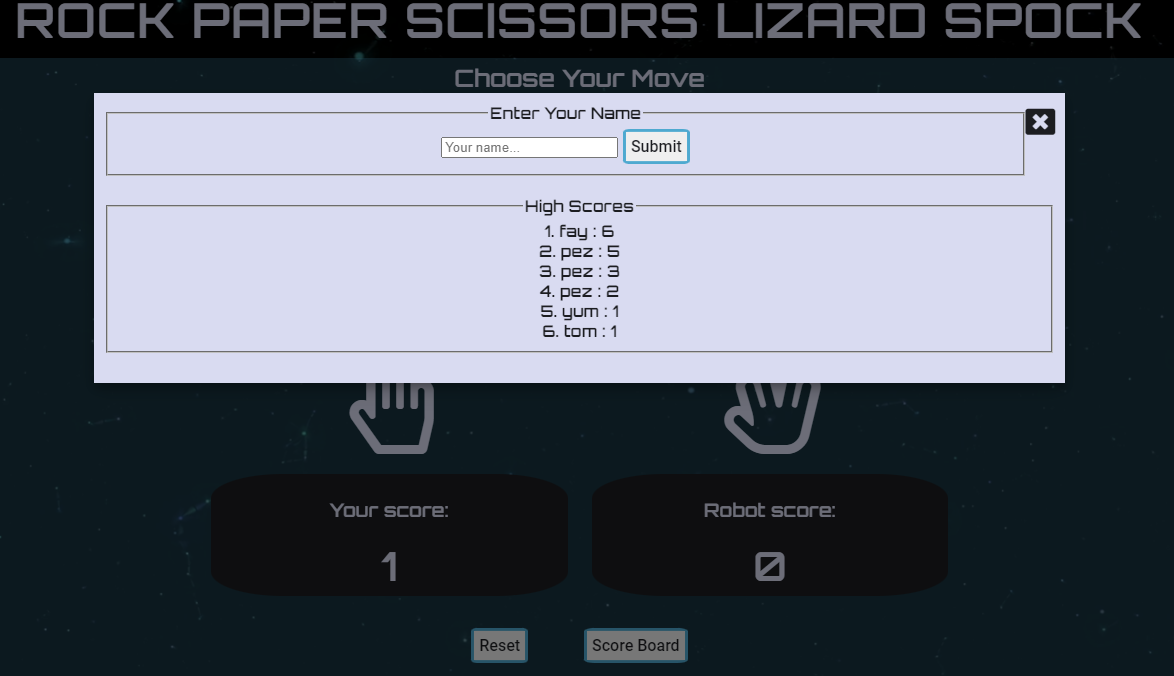 ROCK PAPER SCISSORS LIZARD SPOCK
Choose Your Move
Enter Your Name
Your name... Submit
High Scores
1. fay : 6
2. pez : 5
3. pez : 3
4. pez : 2
5. yum : 1
6. tom : 1
Your score: Robot score:
1 0
Reset Score Board